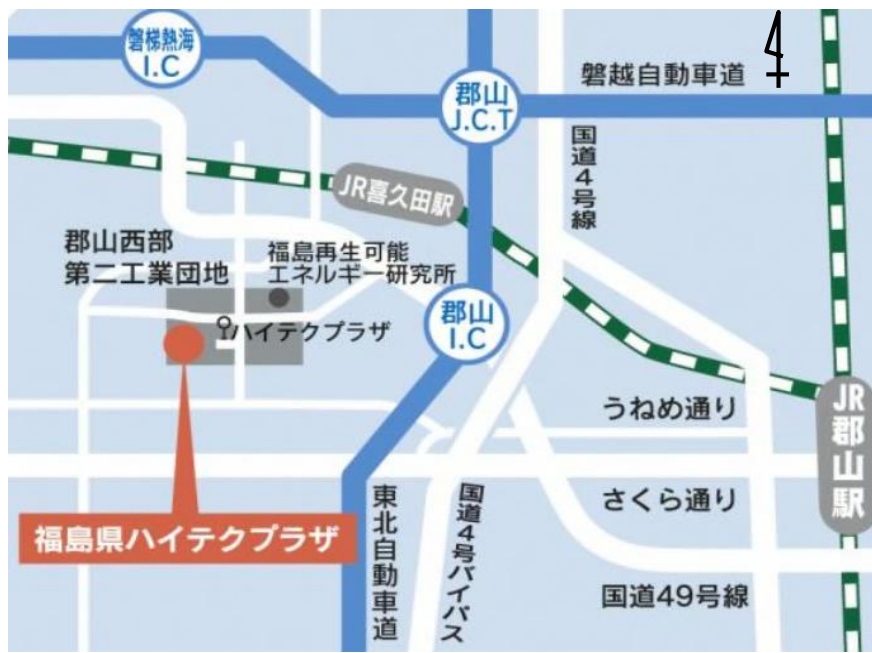 磐梯熱海
I.C
郡山
J.C.T
磐越自動車道
国道4号線
JR喜久田駅
郡山西部
第二工業団地
福島再生可能
エネルギー研究所
ハイテクプラザ
郡山
I.C
うねめ通り
JR郡山駅
さくら通り
福島県ハイテクプラザ
東北自動車道
国道4号バイパス
国道49号線